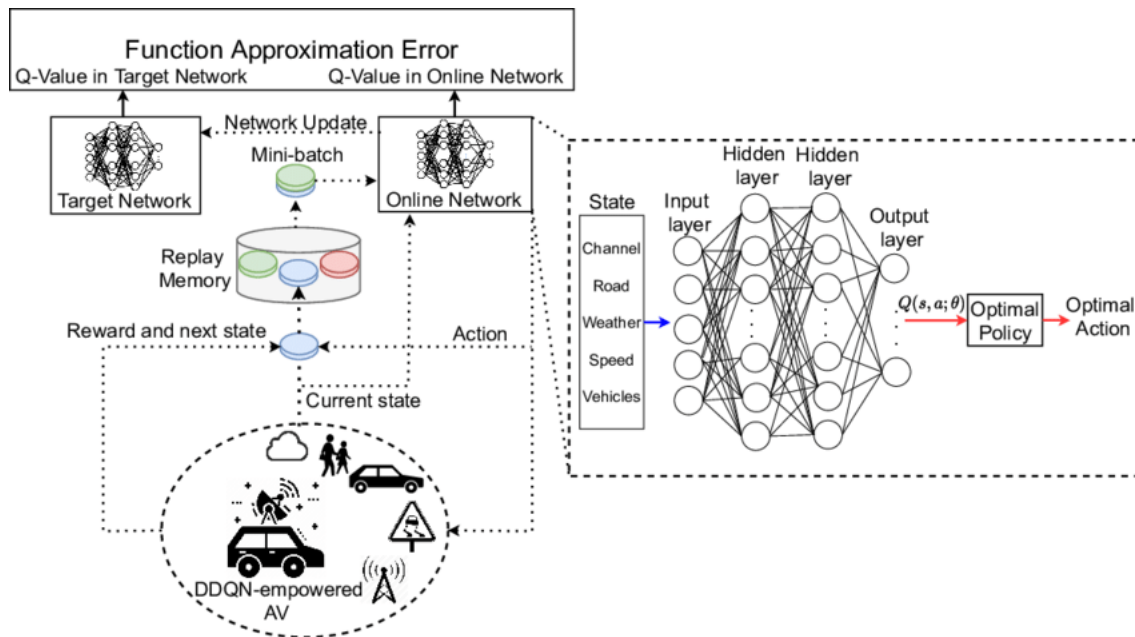 Function Approximation Error
Q-Value in Target Network
Q-Value in Online Network
Network Update
Mini-batch
Target Network
Online Network
Replay
Memory
Reward and next state
Action
Current state
DDQN-empowered
AV
State
Channel
Road
Weather
Speed
Vehicles
Input
layer
Hidden
layer
Hidden
layer
Output
layer
Q(s, a; θ)
Optimal
Policy
Optimal
Action